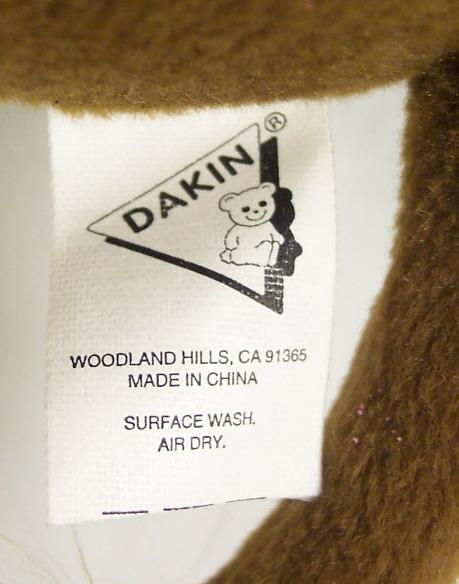 DAKIN®
WOODLAND HILLS, CA 91365
MADE IN CHINA
SURFACE WASH.
AIR DRY.